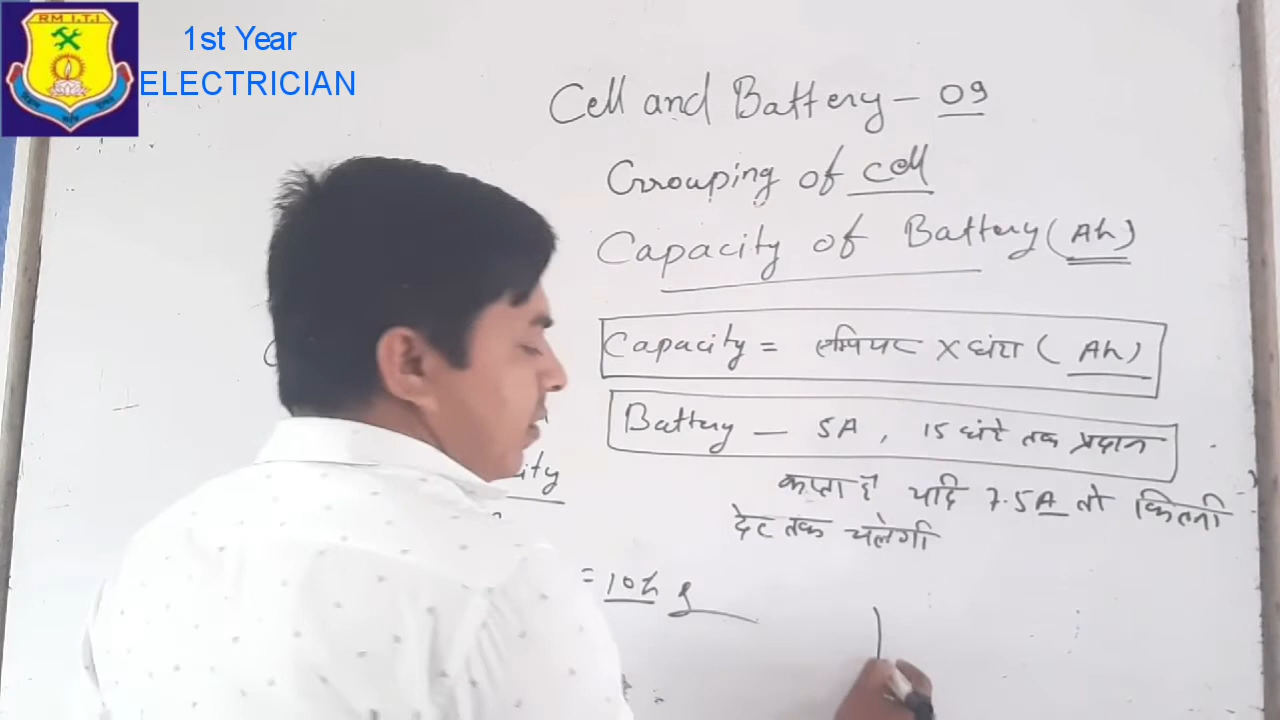 RM I.T.I
1st Year
ELECTRICIAN
Cell and Battery - 09
Grouping of cell
Capacity of Battery (Ah)
Capacity = एम्पियर X घंटा (Ah)
Battery - 5A, 15 घंटे तक प्रदान
करता है यदि 7.5A तो कितनी
देर तक चलेगी
ity
= 10h